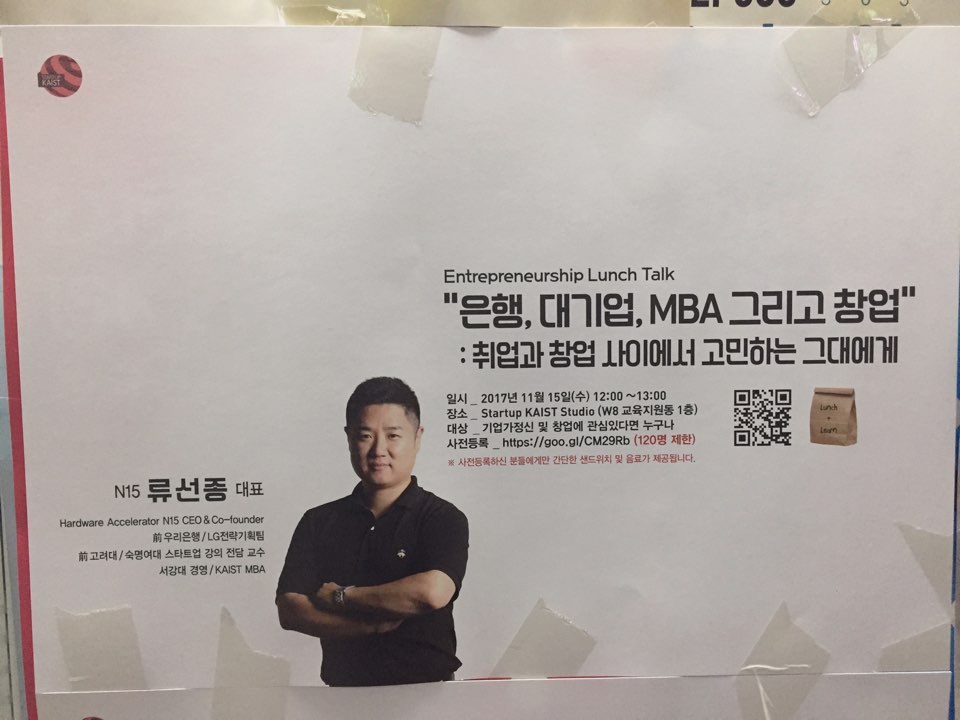 STARTUP
KAIST
Entrepreneurship Lunch Talk
"은행, 대기업, MBA 그리고 창업"
: 취업과 창업 사이에서 고민하는 그대에게
일시 _ 2017년 11월 15일(수) 12:00 ~13:00
장소 _ Startup KAIST Studio (W8 교육지원동 1층)
대상 _ 기업가정신 및 창업에 관심있다면 누구나
사전등록 _ https://goo.gl/CM29Rb (120명 제한)
※ 사전등록하신 분들에게만 간단한 샌드위치 및 음료가 제공됩니다.
Lunch
+
Learn
N15 류선종 대표
Hardware Accelerator N15 CEO & Co-founder
前 우리은행 / LG전략기획팀
前 고려대 / 숙명여대 스타트업 강의 전담 교수
서강대 경영 / KAIST MBA